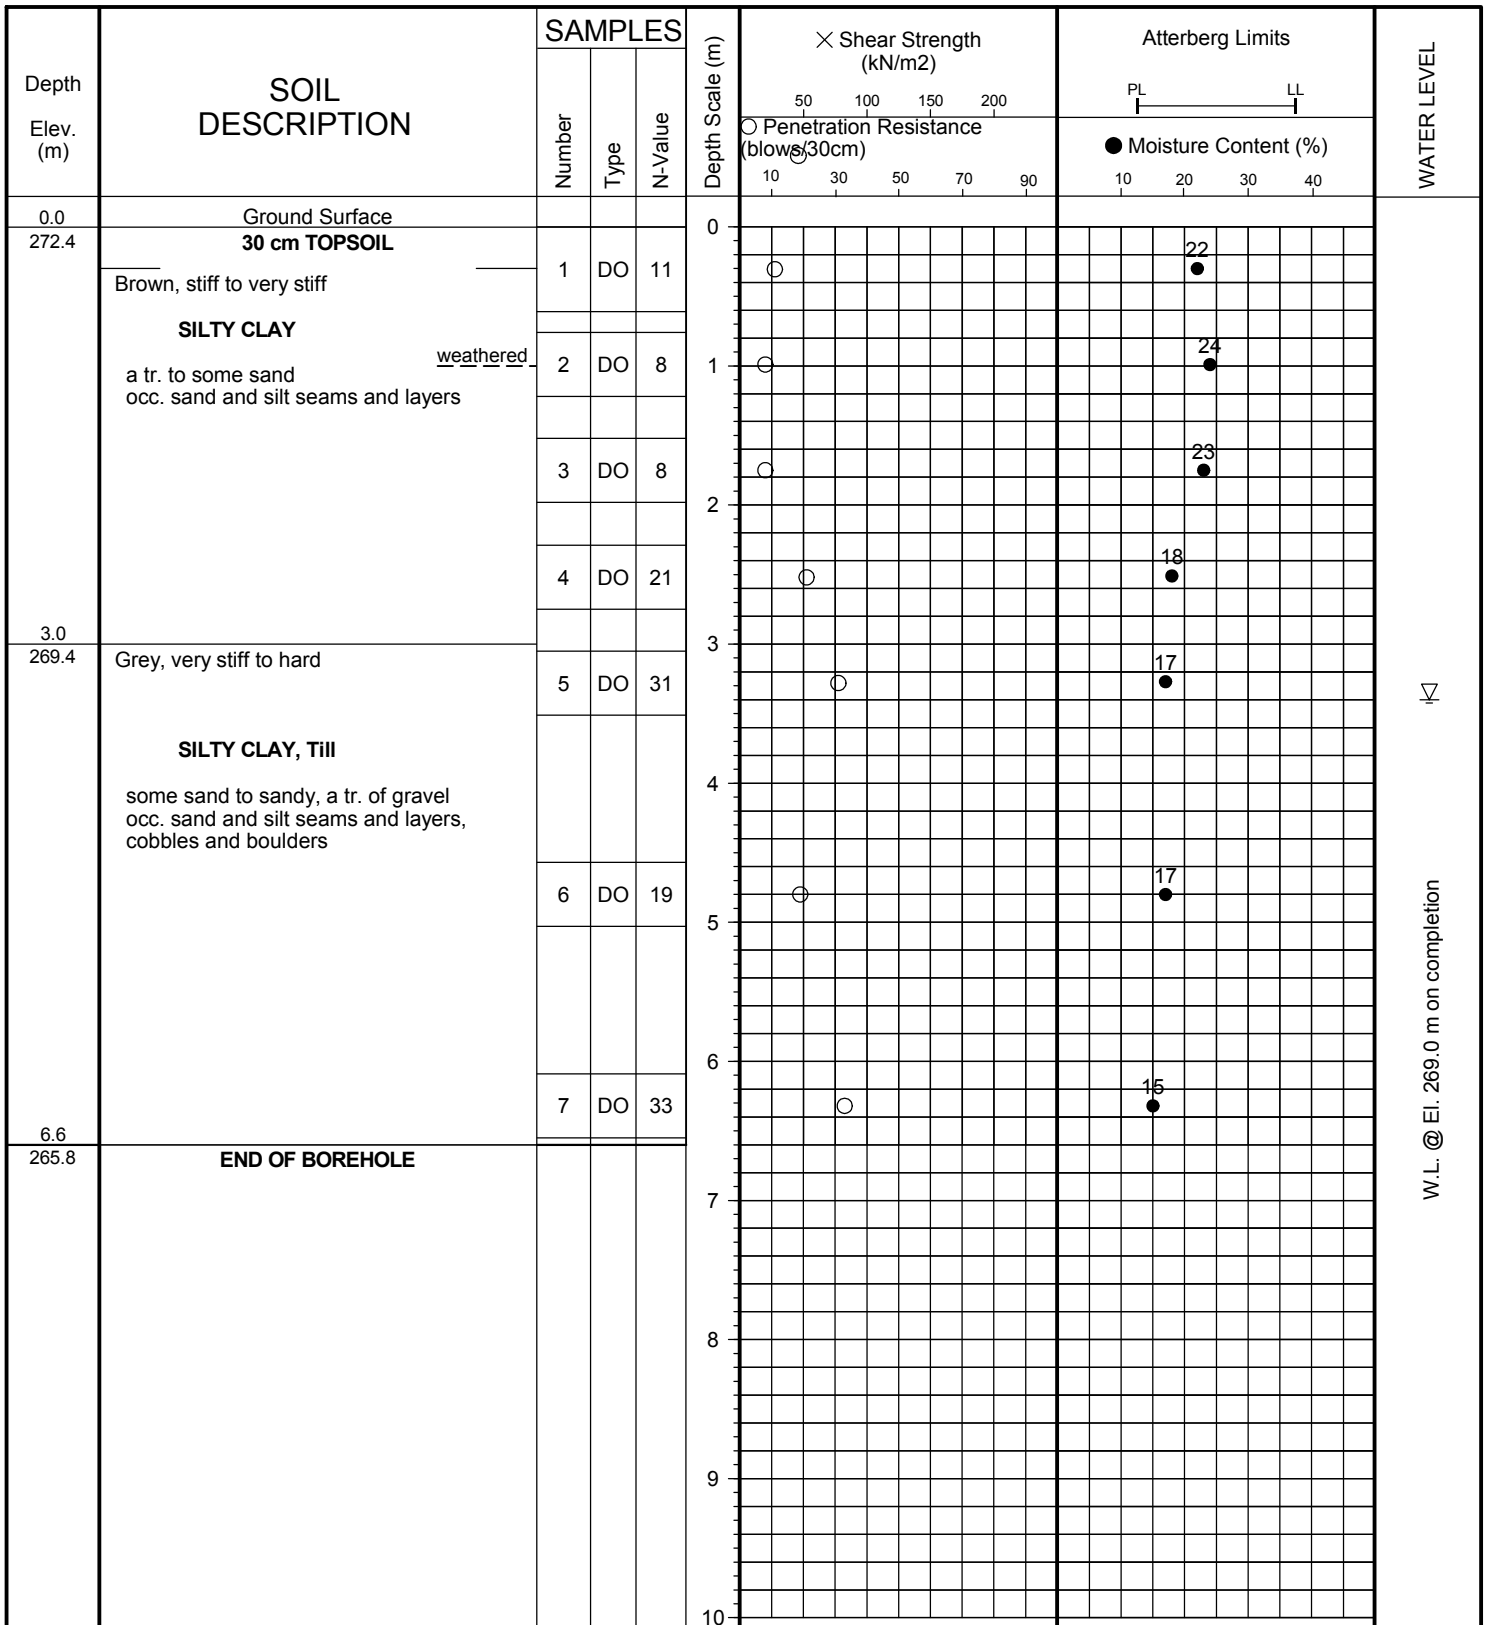 Depth
Elev.
(m)
SOIL
DESCRIPTION
SAMPLES
Number
Type
N-Value
Depth Scale (m)
× Shear Strength
(kN/m2)
50 100 150 200
○ Penetration Resistance
(blows/30cm)
10 30 50 70 90
Atterberg Limits
PL LL
● Moisture Content (%)
10 20 30 40
WATER LEVEL
0.0 Ground Surface
0
272.4 30 cm TOPSOIL
22
1 DO 11
Brown, stiff to very stiff
SILTY CLAY
24
weathered
2 DO 8
1
a tr. to some sand
occ. sand and silt seams and layers
23
3 DO 8
2
18
4 DO 21
3.0
3
269.4 Grey, very stiff to hard
17
5 DO 31
SILTY CLAY, Till
4
some sand to sandy, a tr. of gravel
occ. sand and silt seams and layers,
cobbles and boulders
17
6 DO 19
5
6
15
7 DO 33
6.6
265.8 END OF BOREHOLE
7
8
9
10
W.L. @ El. 269.0 m on completion